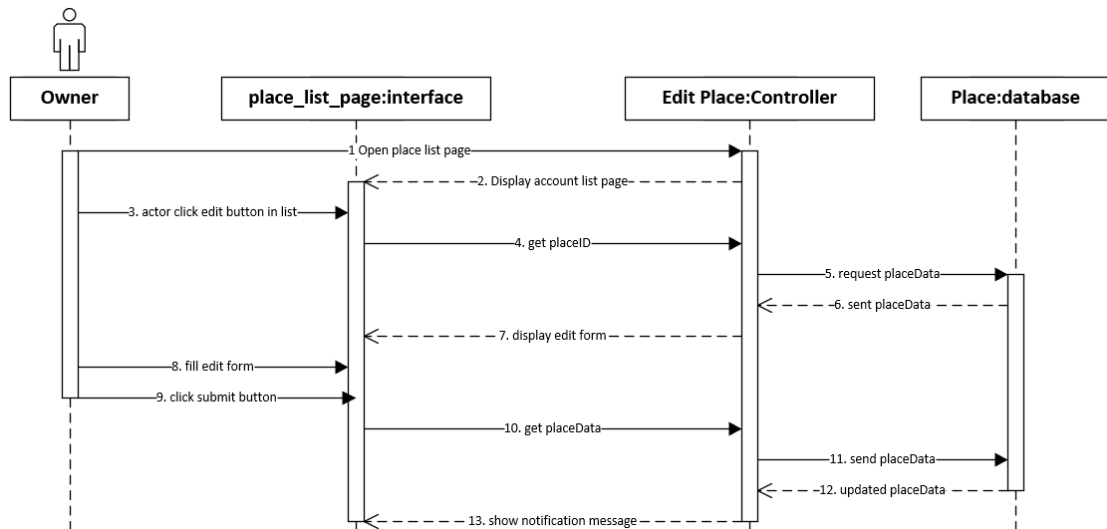 Owner
place_list_page:interface
Edit Place:Controller
Place:database
1 Open place list page
2. Display account list page
3. actor click edit button in list
4. get placeID
5. request placeData
6. sent placeData
7. display edit form
8. fill edit form
9. click submit button
10. get placeData
11. send placeData
12. updated placeData
13. show notification message